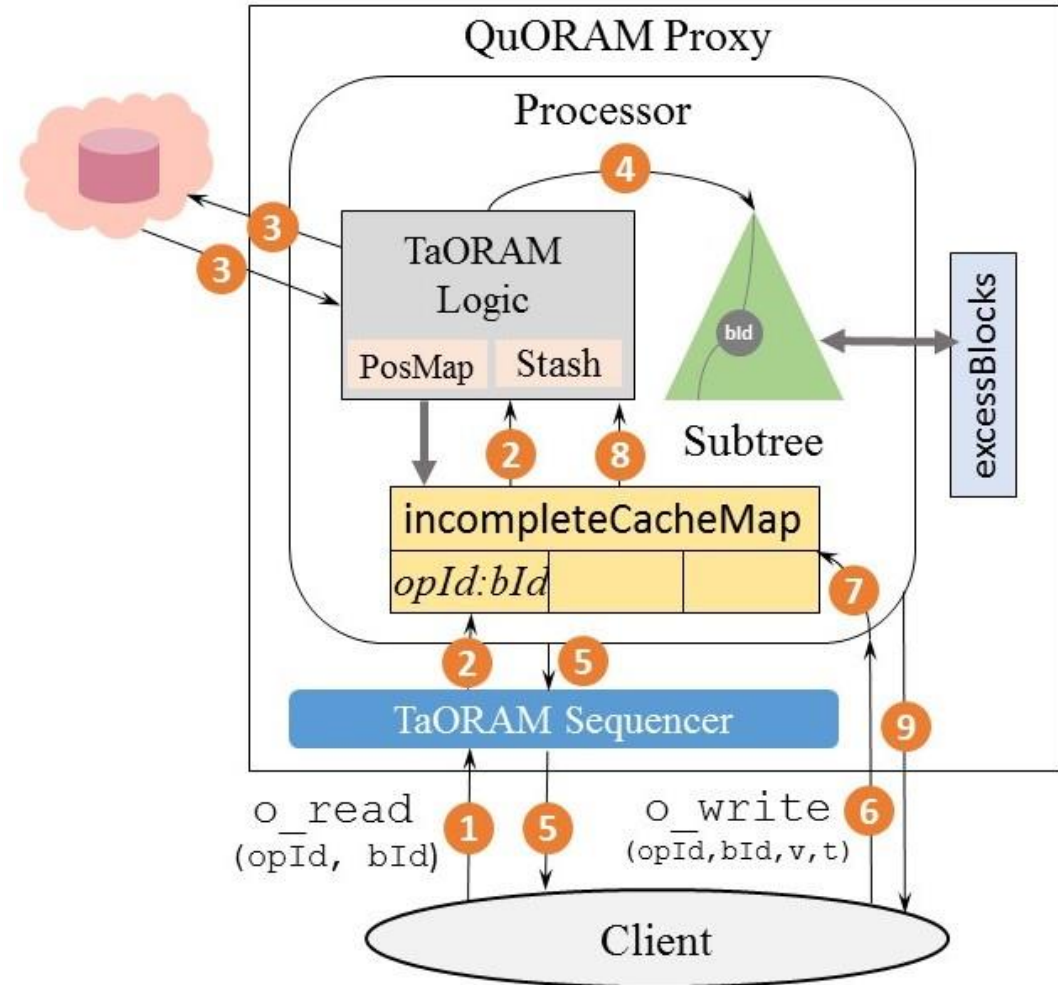 QuORAM Proxy
Processor
4
3
3
TaORAM
Logic
PosMap
Stash
bId
excessBlocks
Subtree
2
8
incompleteCacheMap
opId:bId
7
2
5
TaORAM Sequencer
9
o_read
(opId, bId)
1
5
o_write
(opId,bId,v,t)
6
Client